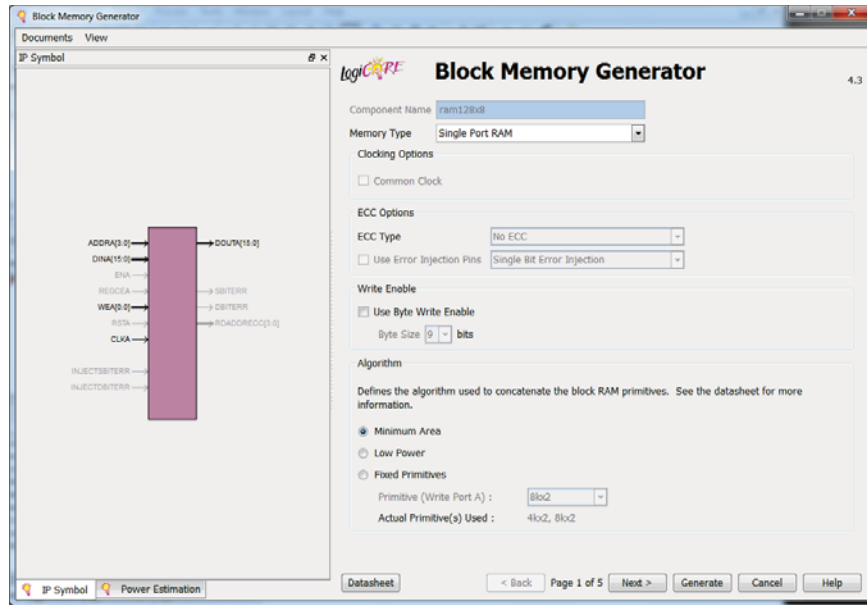 Block Memory Generator
Documents View
IP Symbol
ADDRA[3:0]
DINA[15:0]
ENA
REGCEA
WEA[0:0]
RSTA
CLKA
INJECTSBITERR
INJECTDBITERR
DOUTA[15:0]
SBITERR
DBITERR
RDADDRECC[3:0]
IP Symbol Power Estimation
LogiCORE
Block Memory Generator
4.3
Component Name ram128x8
Memory Type Single Port RAM
Clocking Options
Common Clock
ECC Options
ECC Type No ECC
Use Error Injection Pins Single Bit Error Injection
Write Enable
Use Byte Write Enable
Byte Size 9 bits
Algorithm
Defines the algorithm used to concatenate the block RAM primitives. See the datasheet for more
information.
Minimum Area
Low Power
Fixed Primitives
Primitive (Write Port A) : 8kx2
Actual Primitive(s) Used : 4kx2, 8kx2
Datasheet < Back Page 1 of 5 Next > Generate Cancel Help